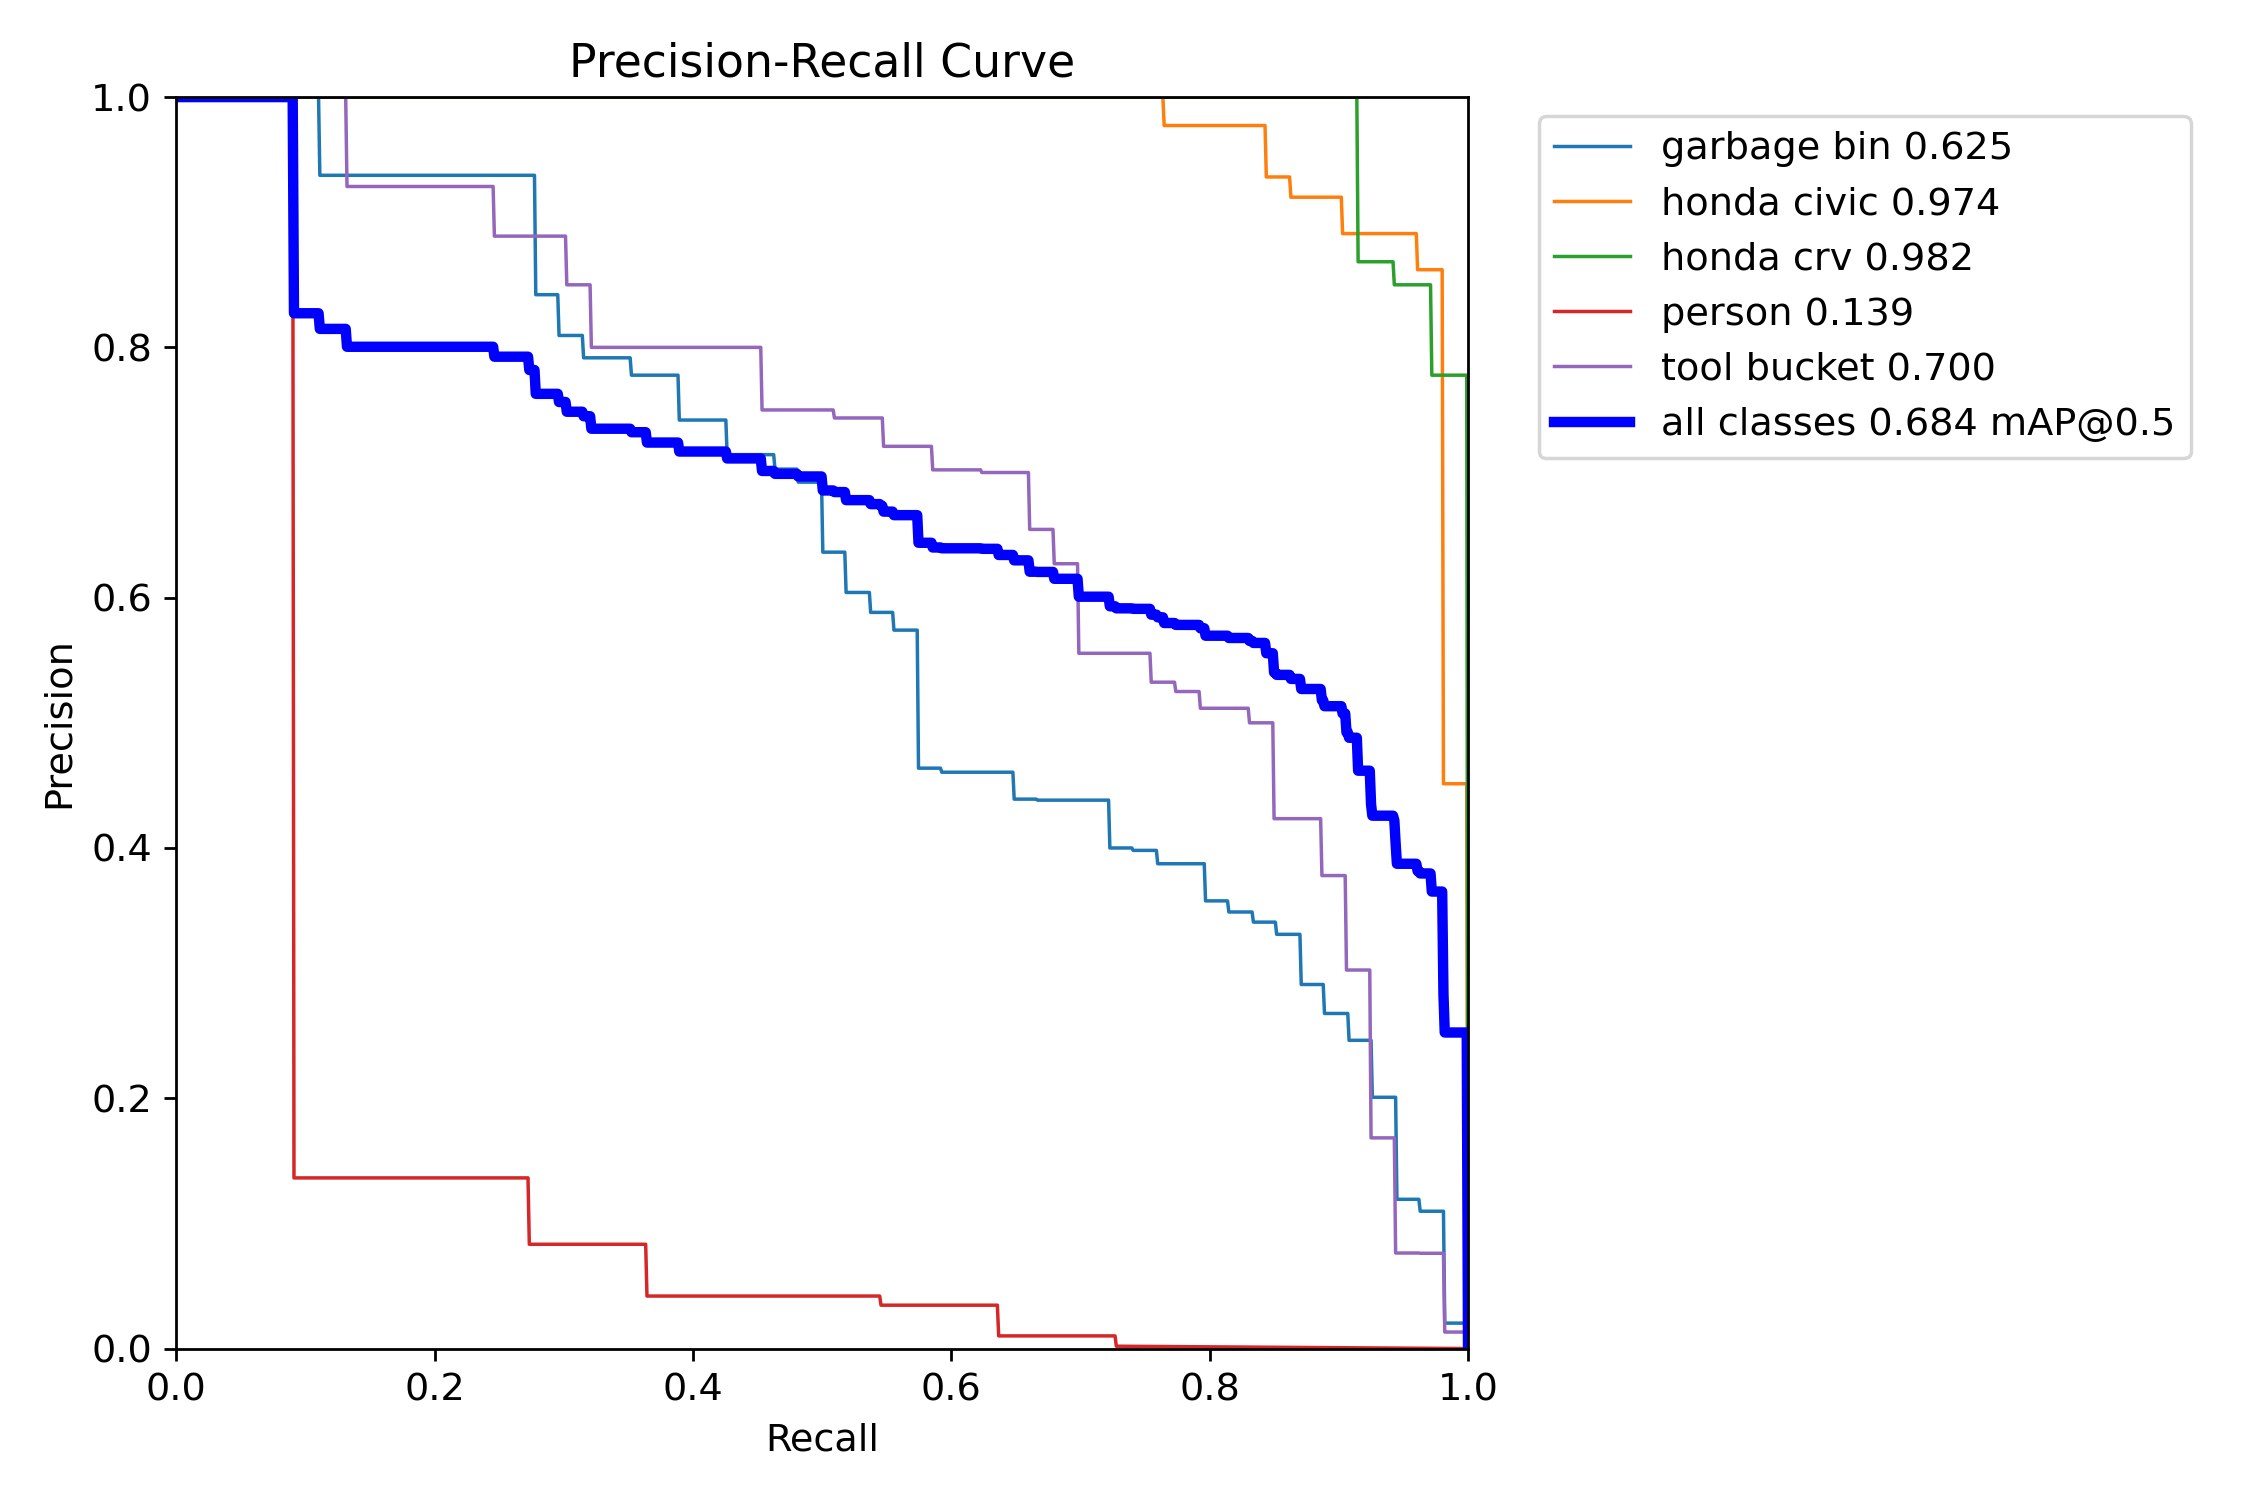 Precision-Recall Curve
1.0
0.8
0.6
0.4
0.2
0.0
Precision
0.0 0.2 0.4 0.6 0.8 1.0
Recall
garbage bin 0.625
honda civic 0.974
honda crv 0.982
person 0.139
tool bucket 0.700
all classes 0.684 mAP@0.5